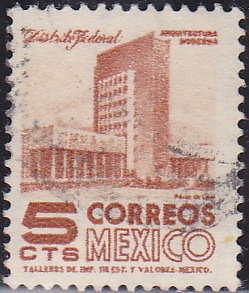 Distrito Federal ARQUITECTURA MODERNA
5 CTS CORREOS
MEXICO
TALLERES DE IMP. DE EST. Y VALORES-MEXICO.